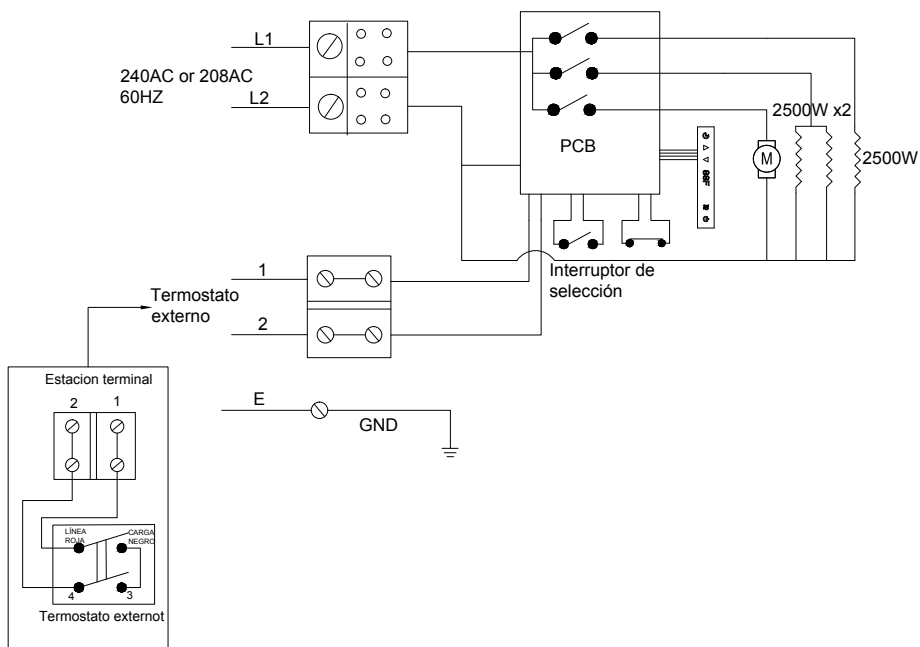 L1
240AC or 208AC
60HZ
L2
PCB
M
2500W x2
2500W
88F
Interruptor de
selección
1
Termostato
externo
2
Estacion terminal
2 1
E
GND
LÍNEA
ROJA
CARGA
NEGRO
4 3
Termostato externot